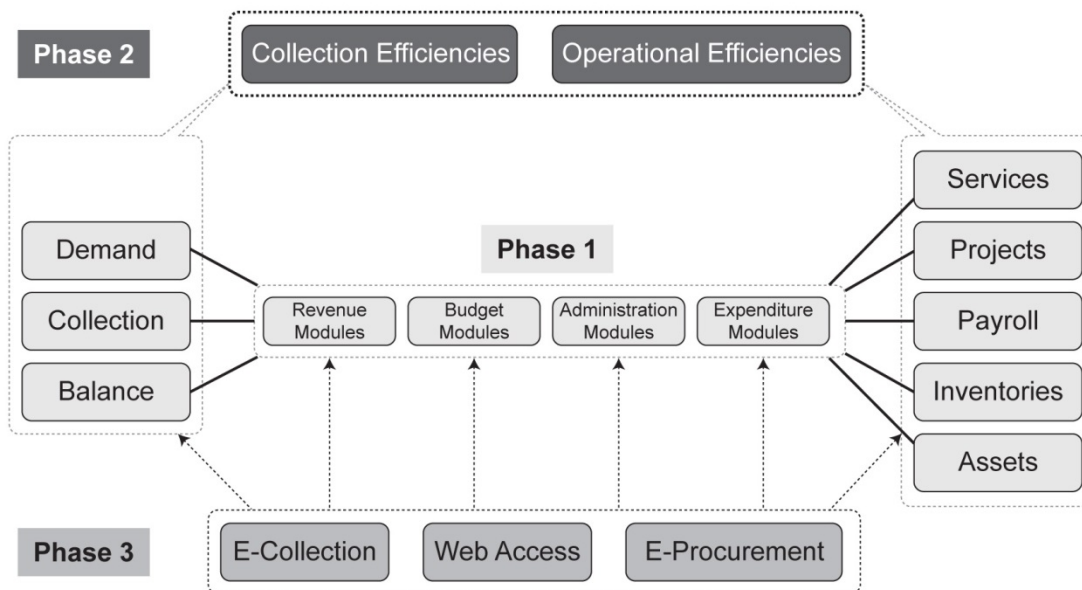 Phase 2
Collection Efficiencies
Operational Efficiencies
Demand
Collection
Balance
Phase 1
Revenue
Modules
Budget
Modules
Administration
Modules
Expenditure
Modules
Services
Projects
Payroll
Inventories
Assets
Phase 3
E-Collection
Web Access
E-Procurement